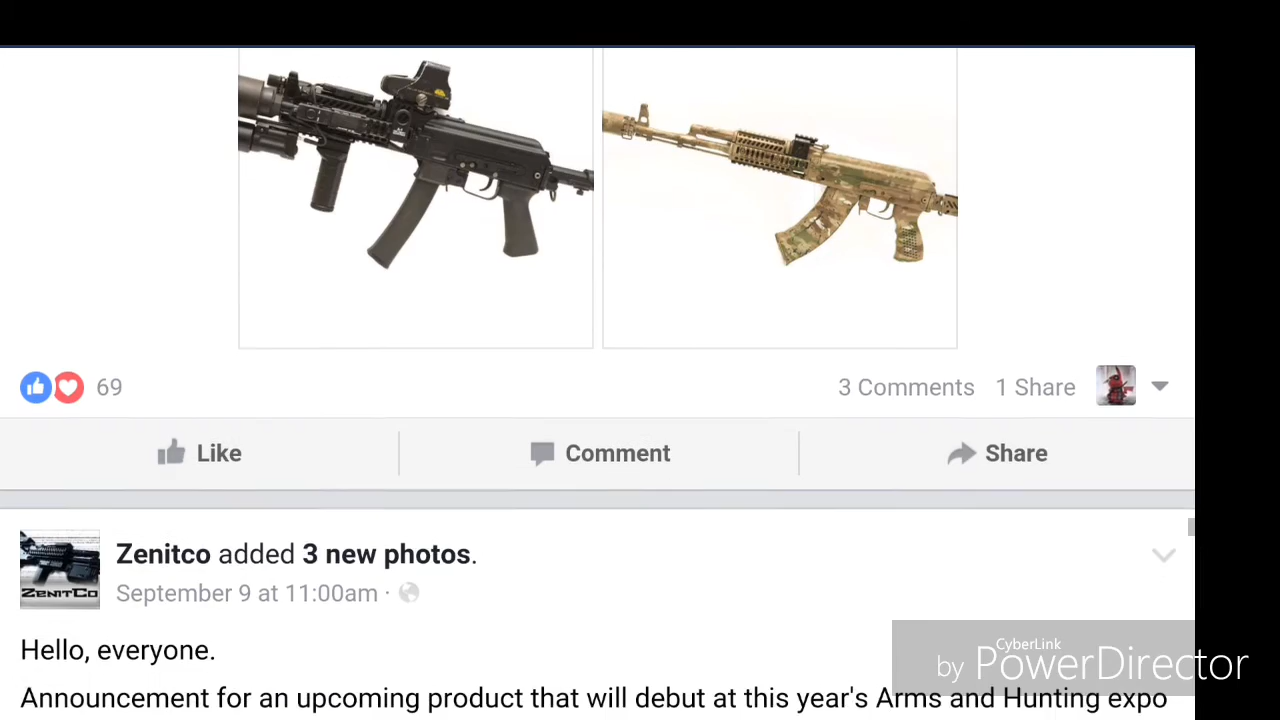 69
3 Comments 1 Share
Like
Comment
Share
Zenitco added 3 new photos.
September 9 at 11:00am ·
ZENITCO
Hello, everyone.
Announcement for an upcoming product that will debut at this year's Arms and Hunting expo
CyberLink
by PowerDirector